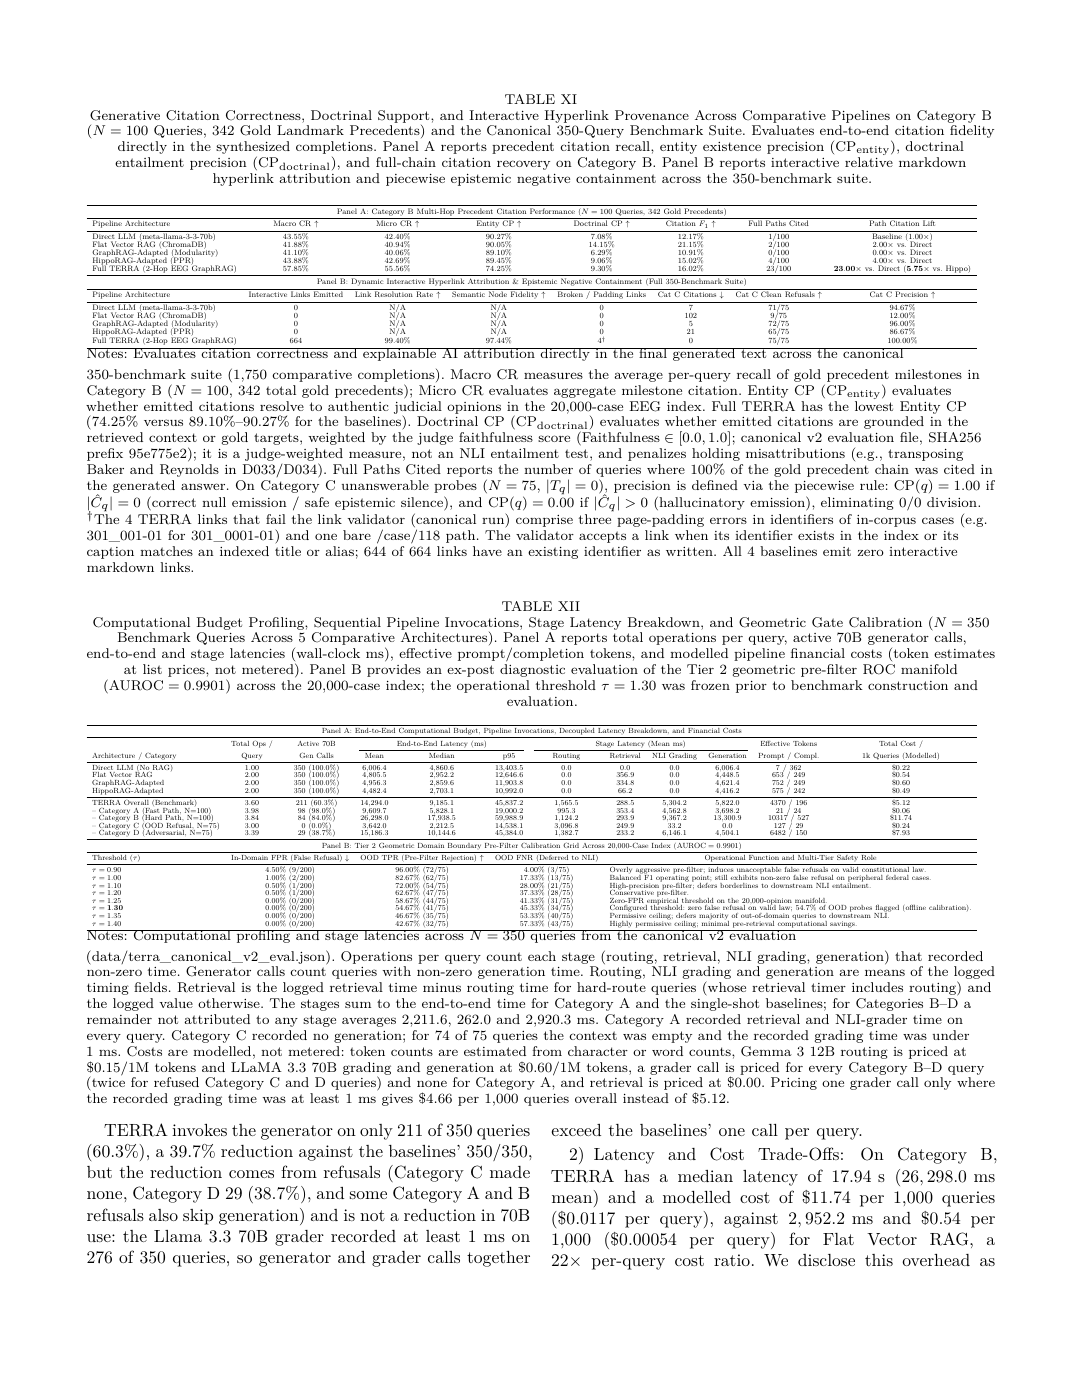 TABLE XI
Generative Citation Correctness, Doctrinal Support, and Interactive Hyperlink Provenance Across Comparative Pipelines on Category B
(N = 100 Queries, 342 Gold Landmark Precedents) and the Canonical 350-Query Benchmark Suite. Evaluates end-to-end citation fidelity
directly in the synthesized completions. Panel A reports precedent citation recall, entity existence precision (CP_entity), doctrinal
entailment precision (CP_doctrinal), and full-chain citation recovery on Category B. Panel B reports interactive relative markdown
hyperlink attribution and piecewise epistemic negative containment across the 350-benchmark suite.
Panel A: Category B Multi-Hop Precedent Citation Performance (N = 100 Queries, 342 Gold Precedents)
Pipeline Architecture Macro CR ↑ Micro CR ↑ Entity CP ↑ Doctrinal CP ↑ Citation F1 ↑ Full Paths Cited Path Citation Lift
Direct LLM (meta-llama-3-3-70b) 43.55% 42.40% 90.27% 7.08% 12.17% 1/100 Baseline (1.00×)
Flat Vector RAG (ChromaDB) 41.88% 40.94% 90.05% 14.15% 21.15% 2/100 2.00× vs. Direct
GraphRAG-Adapted (Modularity) 41.10% 40.06% 89.10% 6.29% 10.91% 0/100 0.00× vs. Direct
HippoRAG-Adapted (PPR) 43.88% 42.69% 89.45% 9.06% 15.02% 4/100 4.00× vs. Direct
Full TERRA (2-Hop EEG GraphRAG) 57.85% 55.56% 74.25% 9.30% 16.02% 23/100 23.00× vs. Direct (5.75× vs. Hippo)
Panel B: Dynamic Interactive Hyperlink Attribution & Epistemic Negative Containment (Full 350-Benchmark Suite)
Pipeline Architecture Interactive Links Emitted Link Resolution Rate ↑ Semantic Node Fidelity ↑ Broken / Padding Links Cat C Citations ↓ Cat C Clean Refusals ↑ Cat C Precision ↑
Direct LLM (meta-llama-3-3-70b) 0 N/A N/A 0 7 71/75 94.67%
Flat Vector RAG (ChromaDB) 0 N/A N/A 0 102 9/75 12.00%
GraphRAG-Adapted (Modularity) 0 N/A N/A 0 5 72/75 96.00%
HippoRAG-Adapted (PPR) 0 N/A N/A 0 21 65/75 86.67%
Full TERRA (2-Hop EEG GraphRAG) 664 99.40% 97.44% 4† 0 75/75 100.00%
Notes: Evaluates citation correctness and explainable AI attribution directly in the final generated text across the canonical
350-benchmark suite (1,750 comparative completions). Macro CR measures the average per-query recall of gold precedent milestones in
Category B (N = 100, 342 total gold precedents); Micro CR evaluates aggregate milestone citation. Entity CP (CP_entity) evaluates
whether emitted citations resolve to authentic judicial opinions in the 20,000-case EEG index. Full TERRA has the lowest Entity CP
(74.25% versus 89.10%–90.27% for the baselines). Doctrinal CP (CP_doctrinal) evaluates whether emitted citations are grounded in the
retrieved context or gold targets, weighted by the judge faithfulness score (Faithfulness ∈ [0.0, 1.0]; canonical v2 evaluation file, SHA256
prefix 95e775e2); it is a judge-weighted measure, not an NLI entailment test, and penalizes holding misattributions (e.g., transposing
Baker and Reynolds in D033/D034). Full Paths Cited reports the number of queries where 100% of the gold precedent chain was cited in
the generated answer. On Category C unanswerable probes (N = 75, |T_q| = 0), precision is defined via the piecewise rule: CP(q) = 1.00 if
|Ĉ_q| = 0 (correct null emission / safe epistemic silence), and CP(q) = 0.00 if |Ĉ_q| > 0 (hallucinatory emission), eliminating 0/0 division.
†The 4 TERRA links that fail the link validator (canonical run) comprise three page-padding errors in identifiers of in-corpus cases (e.g.
301_001-01 for 301_0001-01) and one bare /case/118 path. The validator accepts a link when its identifier exists in the index or its
caption matches an indexed title or alias; 644 of 664 links have an existing identifier as written. All 4 baselines emit zero interactive
markdown links.
TABLE XII
Computational Budget Profiling, Sequential Pipeline Invocations, Stage Latency Breakdown, and Geometric Gate Calibration (N = 350
Benchmark Queries Across 5 Comparative Architectures). Panel A reports total operations per query, active 70B generator calls,
end-to-end and stage latencies (wall-clock ms), effective prompt/completion tokens, and modelled pipeline financial costs (token estimates
at list prices, not metered). Panel B provides an ex-post diagnostic evaluation of the Tier 2 geometric pre-filter ROC manifold
(AUROC = 0.9901) across the 20,000-case index; the operational threshold τ = 1.30 was frozen prior to benchmark construction and
evaluation.
Panel A: End-to-End Computational Budget, Pipeline Invocations, Decoupled Latency Breakdown, and Financial Costs
Total Ops / Active 70B End-to-End Latency (ms) Stage Latency (Mean ms) Effective Tokens Total Cost /
Architecture / Category Query Gen Calls Mean Median p95 Routing Retrieval NLI Grading Generation Prompt / Compl. 1k Queries (Modelled)
Direct LLM (No RAG) 1.00 350 (100.0%) 6,006.4 4,860.6 13,403.5 0.0 0.0 0.0 6,006.4 7 / 362 $0.22
Flat Vector RAG 2.00 350 (100.0%) 4,805.5 2,952.2 12,646.6 0.0 356.9 0.0 4,448.5 653 / 249 $0.54
GraphRAG-Adapted 2.00 350 (100.0%) 4,956.3 2,859.6 11,903.8 0.0 334.8 0.0 4,621.4 752 / 249 $0.60
HippoRAG-Adapted 2.00 350 (100.0%) 4,482.4 2,703.1 10,992.0 0.0 66.2 0.0 4,416.2 575 / 242 $0.49
TERRA Overall (Benchmark) 3.60 211 (60.3%) 14,294.0 9,185.1 45,837.2 1,565.5 288.5 5,304.2 5,822.0 4370 / 196 $5.12
– Category A (Fast Path, N=100) 3.98 98 (98.0%) 9,609.7 5,828.1 19,000.2 995.3 353.4 4,562.8 3,698.2 21 / 24 $0.06
– Category B (Hard Path, N=100) 3.84 84 (84.0%) 26,298.0 17,938.5 59,988.9 1,124.2 293.9 9,367.2 13,300.9 10317 / 527 $11.74
– Category C (OOD Refusal, N=75) 3.00 0 (0.0%) 3,642.0 2,212.5 14,538.1 3,096.8 249.9 33.2 0.0 127 / 29 $0.24
– Category D (Adversarial, N=75) 3.39 29 (38.7%) 15,186.3 10,144.6 45,384.0 1,382.7 233.2 6,146.1 4,504.1 6482 / 150 $7.93
Panel B: Tier 2 Geometric Domain Boundary Pre-Filter Calibration Grid Across 20,000-Case Index (AUROC = 0.9901)
Threshold (τ) In-Domain FPR (False Refusal) ↓ OOD TPR (Pre-Filter Rejection) ↑ OOD FNR (Deferred to NLI) Operational Function and Multi-Tier Safety Role
τ = 0.90 4.50% (9/200) 96.00% (72/75) 4.00% (3/75) Overly aggressive pre-filter; induces unacceptable false refusals on valid constitutional law.
τ = 1.00 1.00% (2/200) 82.67% (62/75) 17.33% (13/75) Balanced F1 operating point; still exhibits non-zero false refusal on peripheral federal cases.
τ = 1.10 0.50% (1/200) 72.00% (54/75) 28.00% (21/75) High-precision pre-filter; defers borderlines to downstream NLI entailment.
τ = 1.20 0.50% (1/200) 62.67% (47/75) 37.33% (28/75) Conservative pre-filter.
τ = 1.25 0.00% (0/200) 58.67% (44/75) 41.33% (31/75) Zero-FPR empirical threshold on the 20,000-opinion manifold.
τ = 1.30 0.00% (0/200) 54.67% (41/75) 45.33% (34/75) Configured threshold: zero false refusal on valid law; 54.7% of OOD probes flagged (offline calibration).
τ = 1.35 0.00% (0/200) 46.67% (35/75) 53.33% (40/75) Permissive ceiling; defers majority of out-of-domain queries to downstream NLI.
τ = 1.40 0.00% (0/200) 42.67% (32/75) 57.33% (43/75) Highly permissive ceiling; minimal pre-retrieval computational savings.
Notes: Computational profiling and stage latencies across N = 350 queries from the canonical v2 evaluation
(data/terra_canonical_v2_eval.json). Operations per query count each stage (routing, retrieval, NLI grading, generation) that recorded
non-zero time. Generator calls count queries with non-zero generation time. Routing, NLI grading and generation are means of the logged
timing fields. Retrieval is the logged retrieval time minus routing time for hard-route queries (whose retrieval timer includes routing) and
the logged value otherwise. The stages sum to the end-to-end time for Category A and the single-shot baselines; for Categories B–D a
remainder not attributed to any stage averages 2,211.6, 262.0 and 2,920.3 ms. Category A recorded retrieval and NLI-grader time on
every query. Category C recorded no generation; for 74 of 75 queries the context was empty and the recorded grading time was under
1 ms. Costs are modelled, not metered: token counts are estimated from character or word counts, Gemma 3 12B routing is priced at
$0.15/1M tokens and LLaMA 3.3 70B grading and generation at $0.60/1M tokens, a grader call is priced for every Category B–D query
(twice for refused Category C and D queries) and none for Category A, and retrieval is priced at $0.00. Pricing one grader call only where
the recorded grading time was at least 1 ms gives $4.66 per 1,000 queries overall instead of $5.12.
TERRA invokes the generator on only 211 of 350 queries
(60.3%), a 39.7% reduction against the baselines’ 350/350,
but the reduction comes from refusals (Category C made
none, Category D 29 (38.7%), and some Category A and B
refusals also skip generation) and is not a reduction in 70B
use: the Llama 3.3 70B grader recorded at least 1 ms on
276 of 350 queries, so generator and grader calls together
exceed the baselines’ one call per query.
2) Latency and Cost Trade-Offs: On Category B,
TERRA has a median latency of 17.94 s (26,298.0 ms
mean) and a modelled cost of $11.74 per 1,000 queries
($0.0117 per query), against 2,952.2 ms and $0.54 per
1,000 ($0.00054 per query) for Flat Vector RAG, a
22× per-query cost ratio. We disclose this overhead as